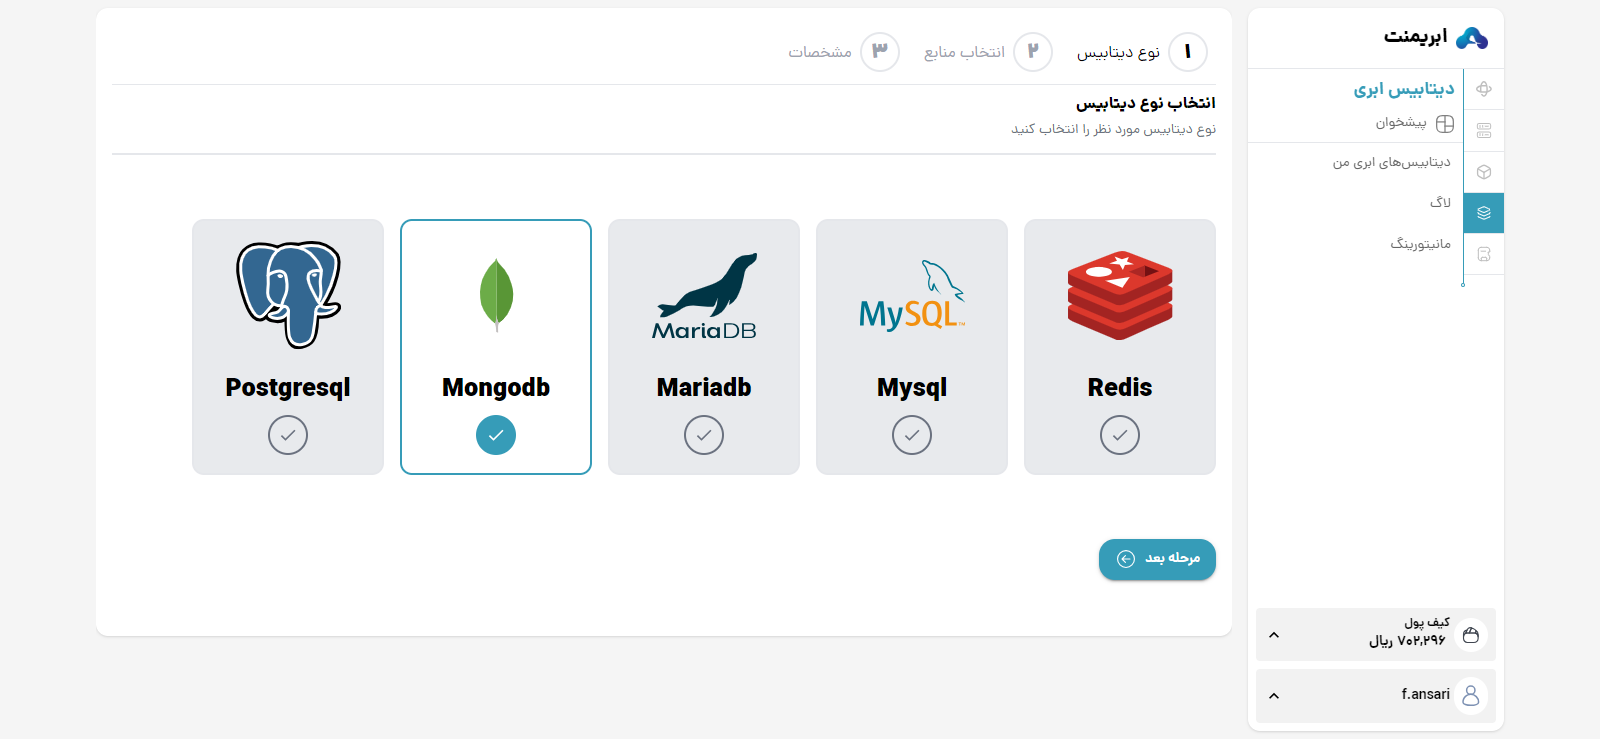 ابریمنت
دیتابیس ابری
پیشخوان
دیتابیس‌های ابری من
لاگ
مانیتورینگ
کیف پول
۷۰۲,۲۹۶ ریال
f.ansari
۱ نوع دیتابیس ۲ انتخاب منابع ۳ مشخصات
انتخاب نوع دیتابیس
نوع دیتابیس مورد نظر را انتخاب کنید
MySQL™
MariaDB
Redis
Mysql
Mariadb
Mongodb
Postgresql
مرحله بعد